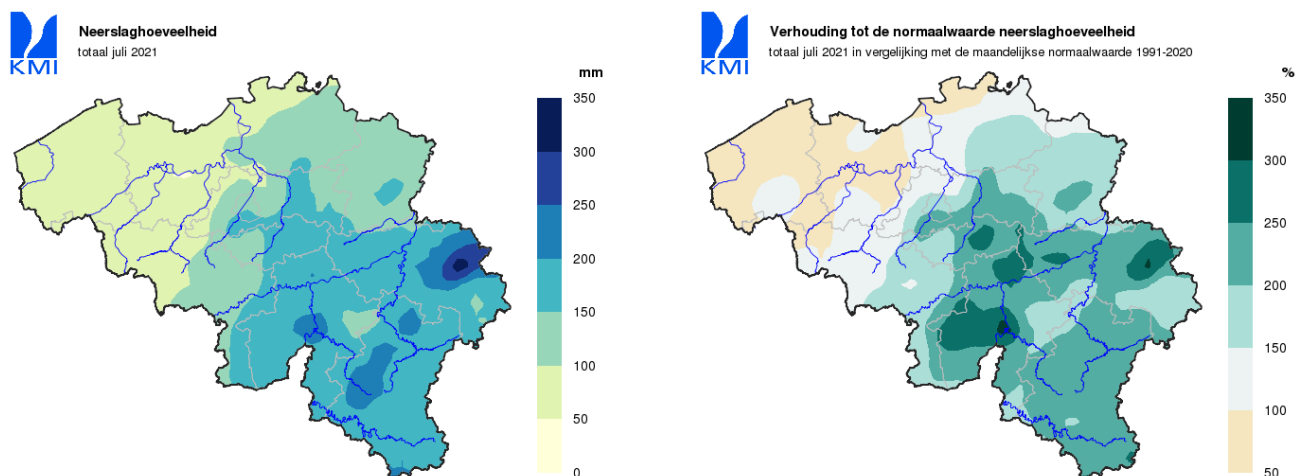 KMI
Neerslaghoeveelheid
totaal juli 2021
mm
350
300
250
200
150
100
50
0
KMI
Verhouding tot de normaalwaarde neerslaghoeveelheid
totaal juli 2021 in vergelijking met de maandelijkse normaalwaarde 1991-2020
%
350
300
250
200
150
100
50